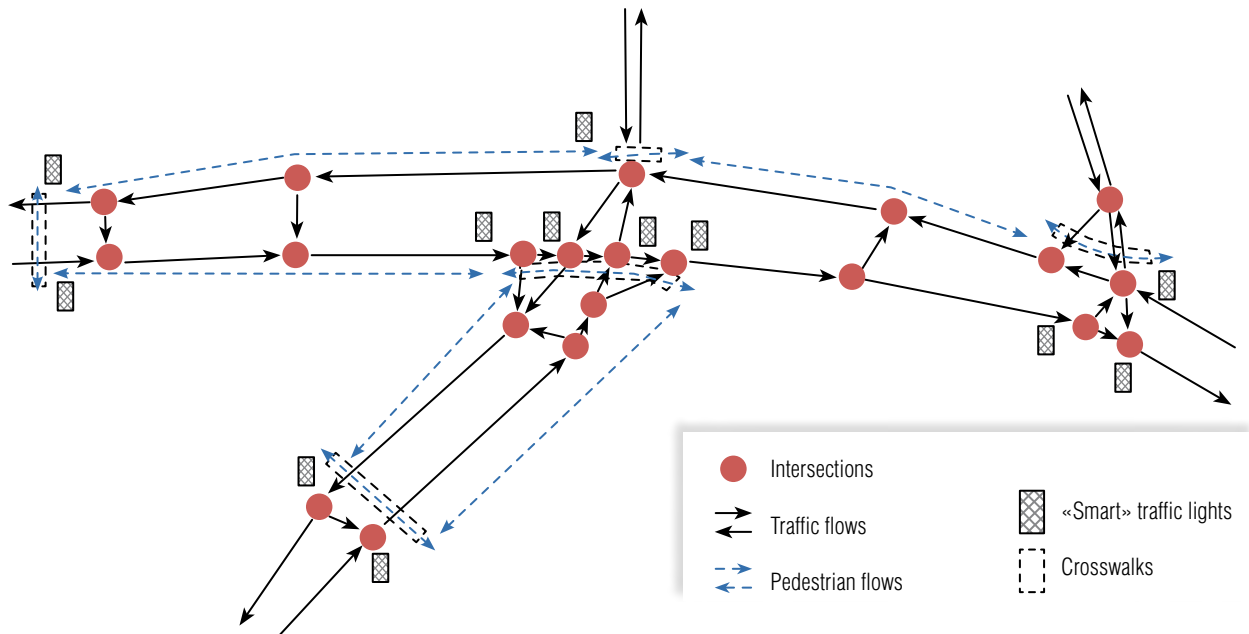 Intersections
Traffic flows
Pedestrian flows
«Smart» traffic lights
Crosswalks